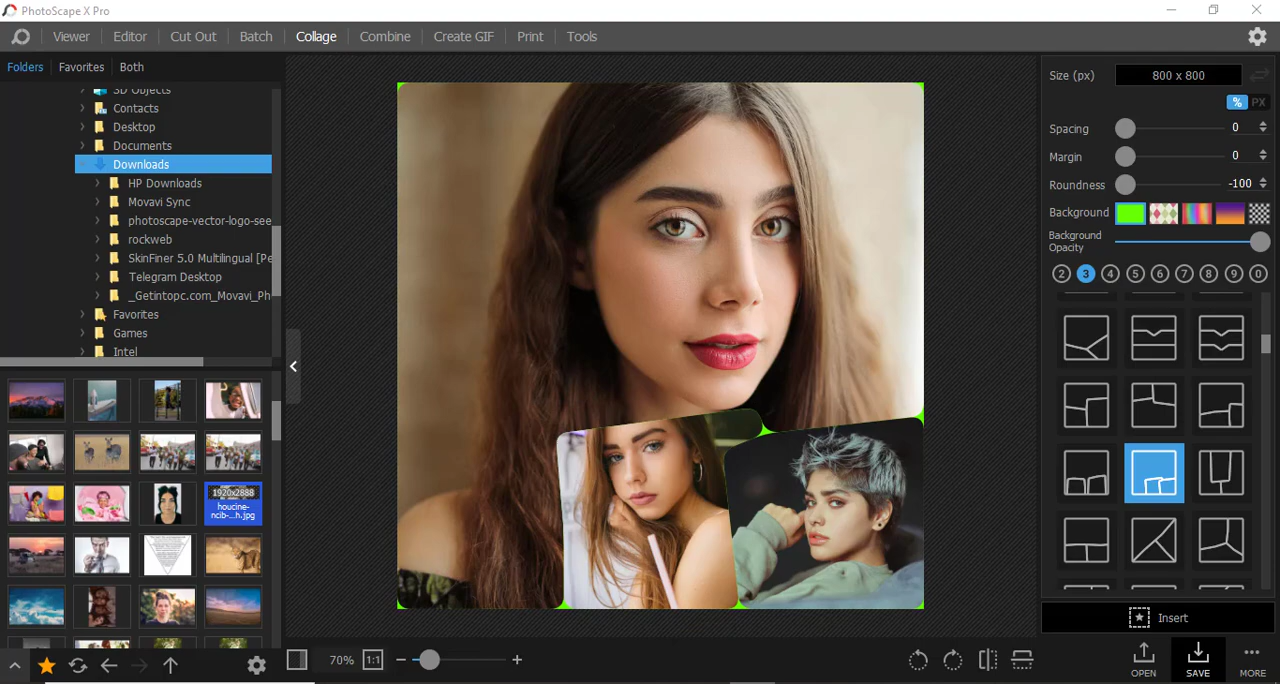 PhotoScape X Pro
Viewer Editor Cut Out Batch Collage Combine Create GIF Print Tools
Folders Favorites Both
3D Objects
Contacts
Desktop
Documents
Downloads
HP Downloads
Movavi Sync
photoscape-vector-logo-see
rockweb
SkinFiner 5.0 Multilingual [Pe
Telegram Desktop
_Getintopc.com_Movavi_Ph
Favorites
Games
Intel
1920x2888
houcine-
ncib-...h.jpg
70% 1:1
Size (px) 800 x 800
% PX
Spacing 0
Margin 0
Roundness -100
Background
Background
Opacity
2 3 4 5 6 7 8 9 0
Insert
OPEN SAVE MORE